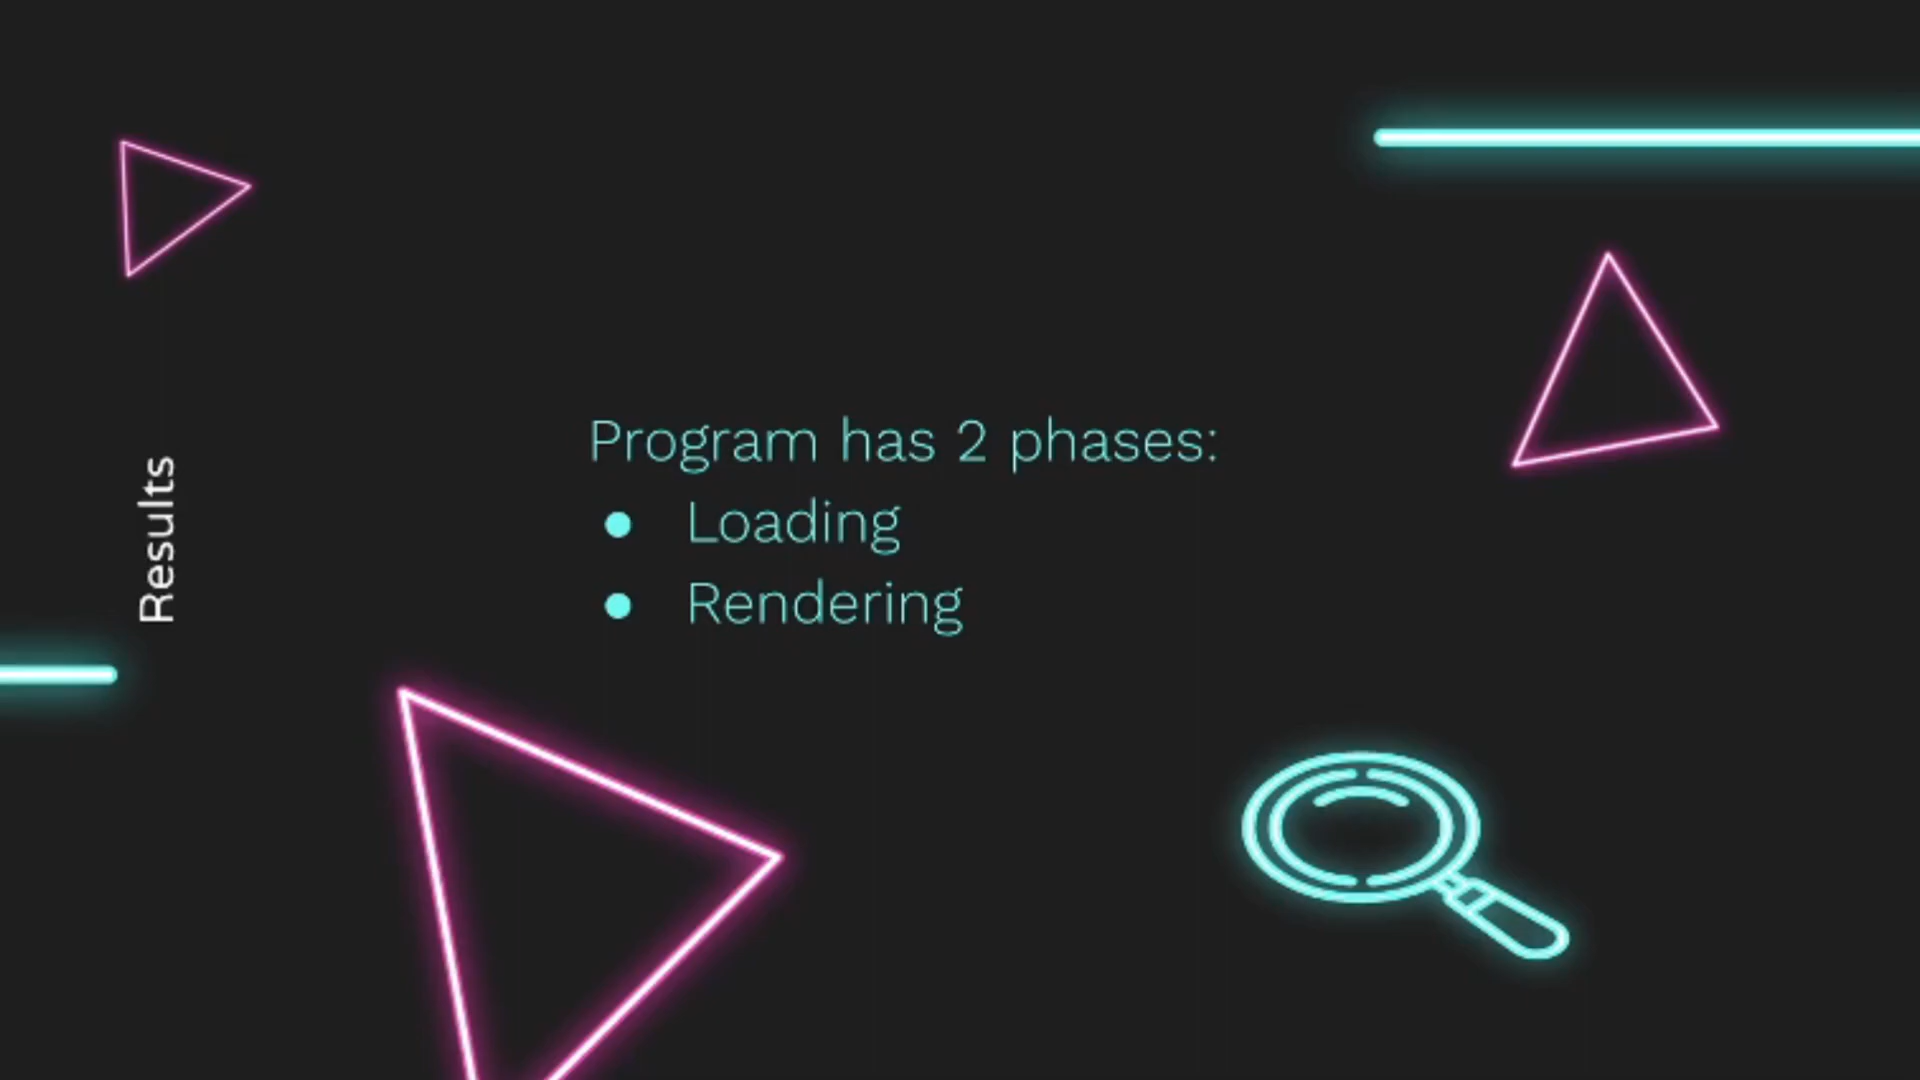 Results
Program has 2 phases:
● Loading
● Rendering